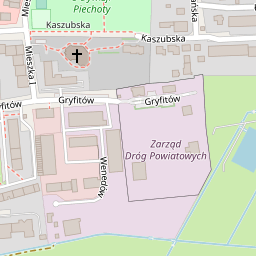 Piechoty
Kaszubska
Kaszubska
Mieszka I
Gryfitów
Gryfitów
Wenedów
Zarząd
Dróg Powiatowych